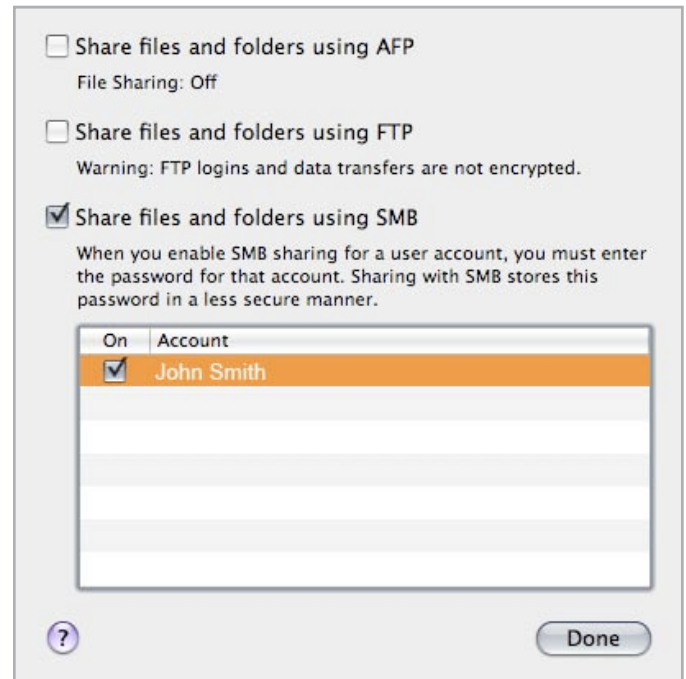 Share files and folders using AFP
File Sharing: Off
Share files and folders using FTP
Warning: FTP logins and data transfers are not encrypted.
Share files and folders using SMB
When you enable SMB sharing for a user account, you must enter
the password for that account. Sharing with SMB stores this
password in a less secure manner.
On Account
John Smith
? Done